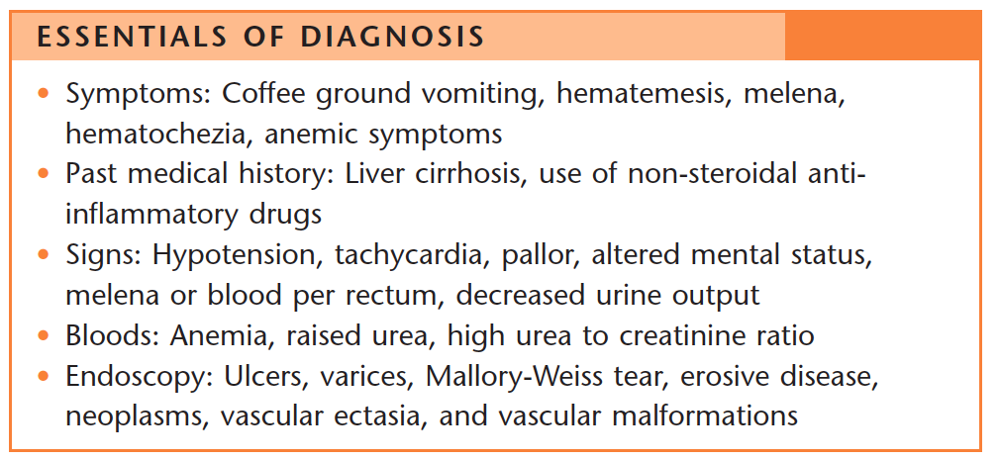 ESSENTIALS OF DIAGNOSIS
• Symptoms: Coffee ground vomiting, hematemesis, melena,
hematochezia, anemic symptoms
• Past medical history: Liver cirrhosis, use of non-steroidal anti-
inflammatory drugs
• Signs: Hypotension, tachycardia, pallor, altered mental status,
melena or blood per rectum, decreased urine output
• Bloods: Anemia, raised urea, high urea to creatinine ratio
• Endoscopy: Ulcers, varices, Mallory-Weiss tear, erosive disease,
neoplasms, vascular ectasia, and vascular malformations